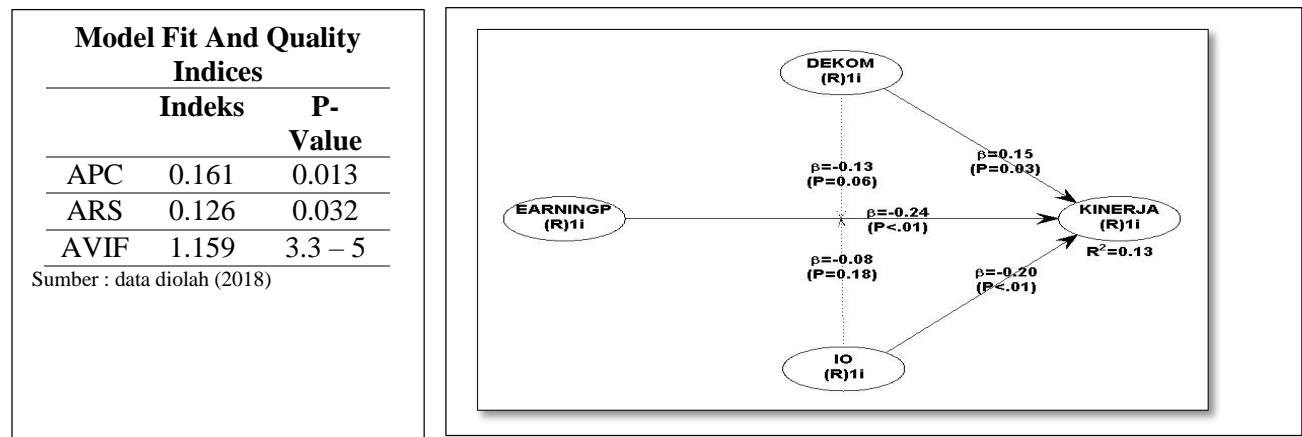 Model Fit And Quality
Indices
Indeks P-
Value
APC 0.161 0.013
ARS 0.126 0.032
AVIF 1.159 3.3 – 5
Sumber : data diolah (2018)
DEKOM
(R)1i
β=0.15
(P=0.03)
β=-0.13
(P=0.06)
EARNINGP
(R)1i
β=-0.24
(P<.01)
KINERJA
(R)1i
R²=0.13
β=-0.08
(P=0.18)
β=-0.20
(P<.01)
IO
(R)1i